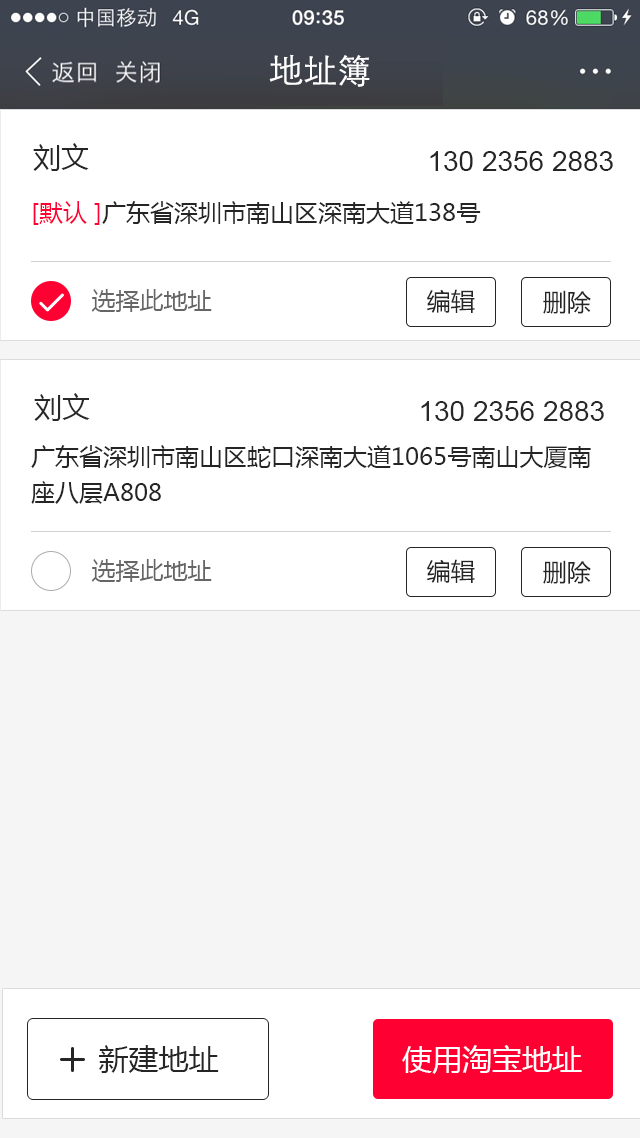 中国移动 4G 09:35 68%
返回 关闭 地址簿
刘文 130 2356 2883
[默认 ]广东省深圳市南山区深南大道138号
选择此地址 编辑 删除
刘文 130 2356 2883
广东省深圳市南山区蛇口深南大道1065号南山大厦南
座八层A808
选择此地址 编辑 删除
新建地址 使用淘宝地址